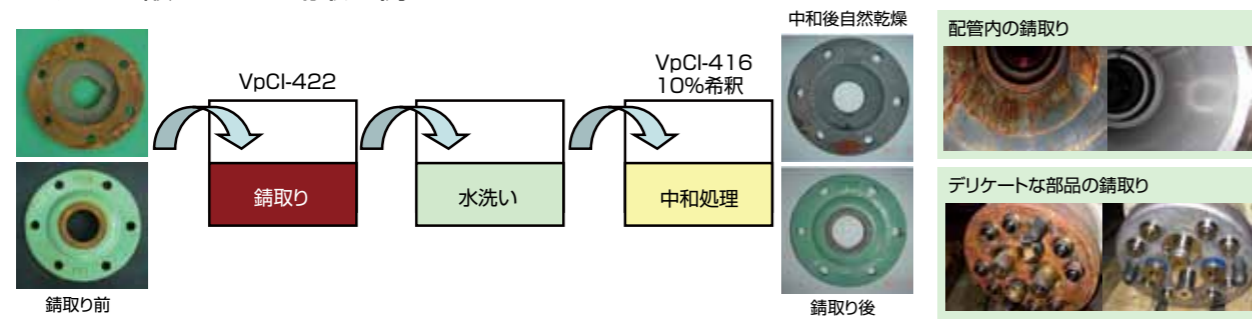 中和後自然乾燥
VpCI-422
VpCI-416
10%希釈
錆取り
水洗い
中和処理
錆取り前
錆取り後
配管内の錆取り
デリケートな部品の錆取り